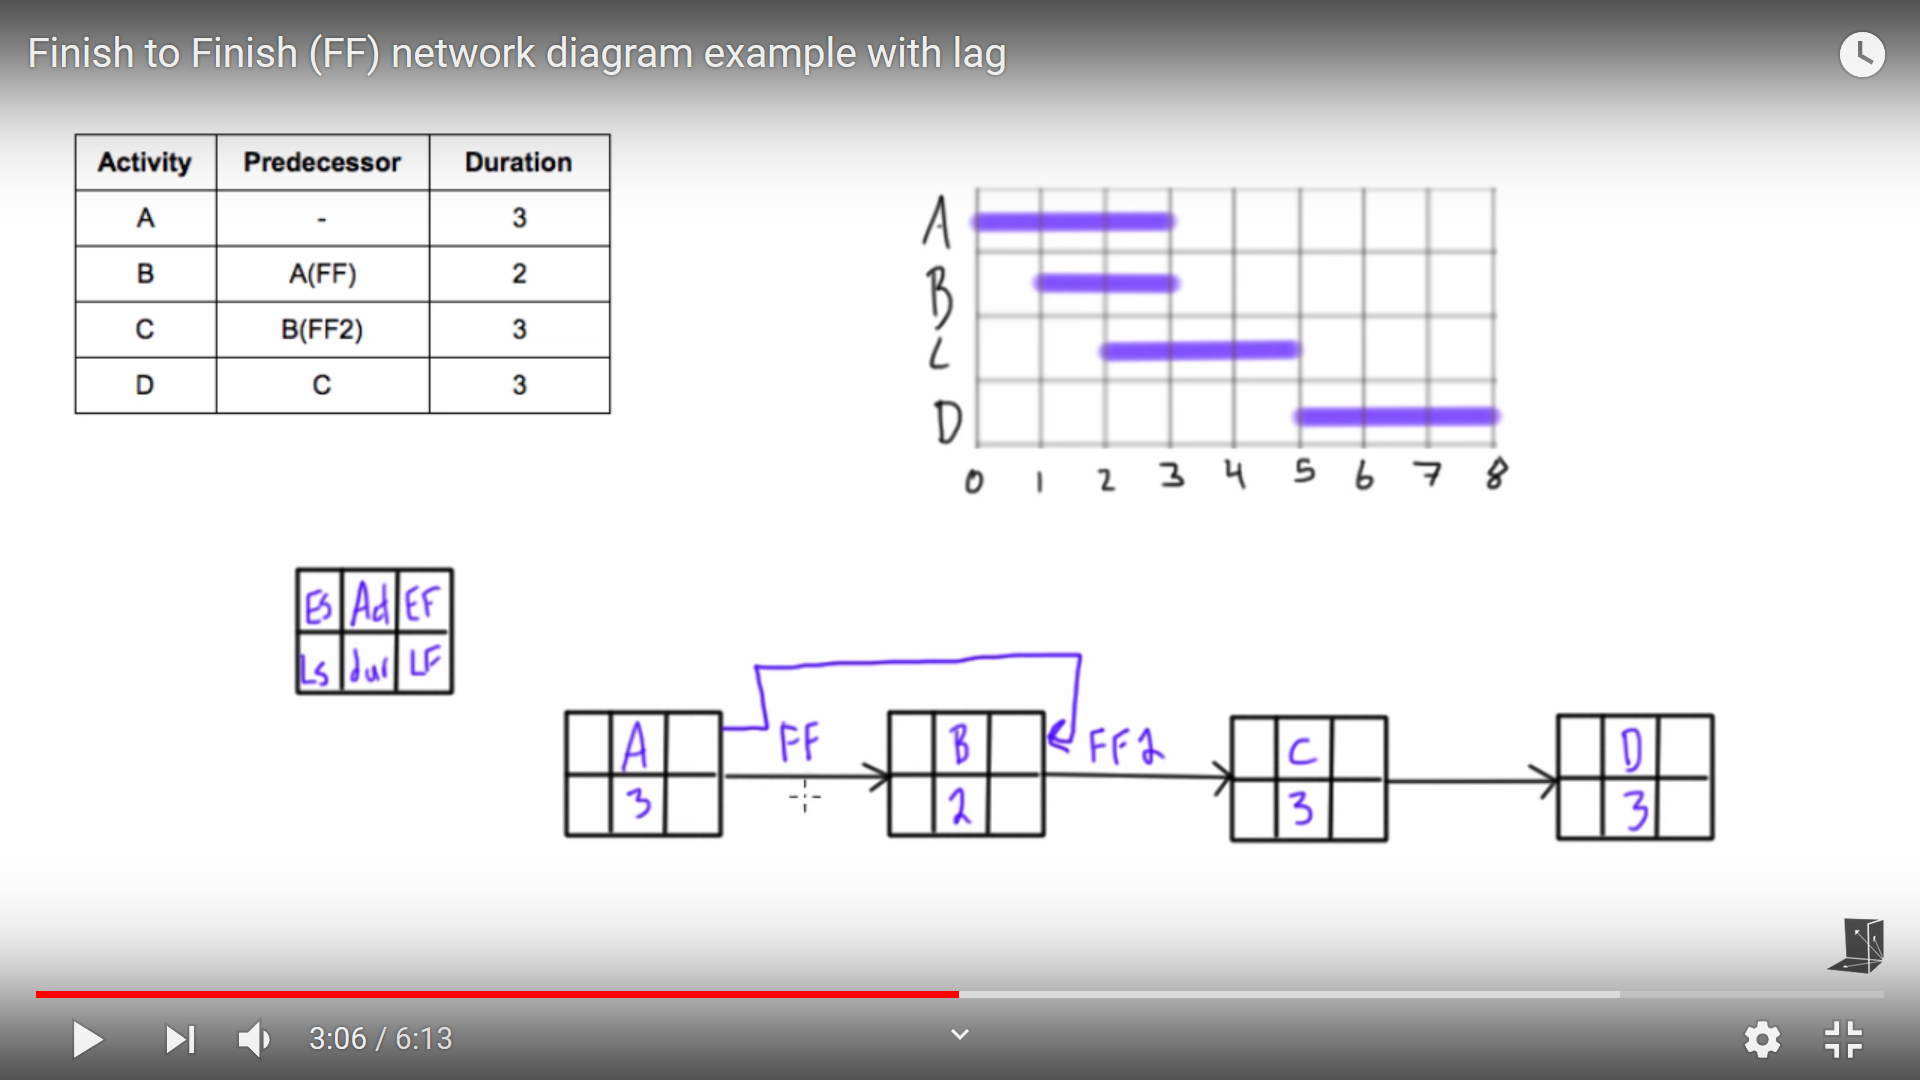 Finish to Finish (FF) network diagram example with lag
Activity Predecessor Duration
A - 3
B A(FF) 2
C B(FF2) 3
D C 3
A
B
C
D
0 1 2 3 4 5 6 7 8
ES Ad EF
LS dur LF
FF
FF2
A
3
B
2
C
3
D
3
3:06 / 6:13